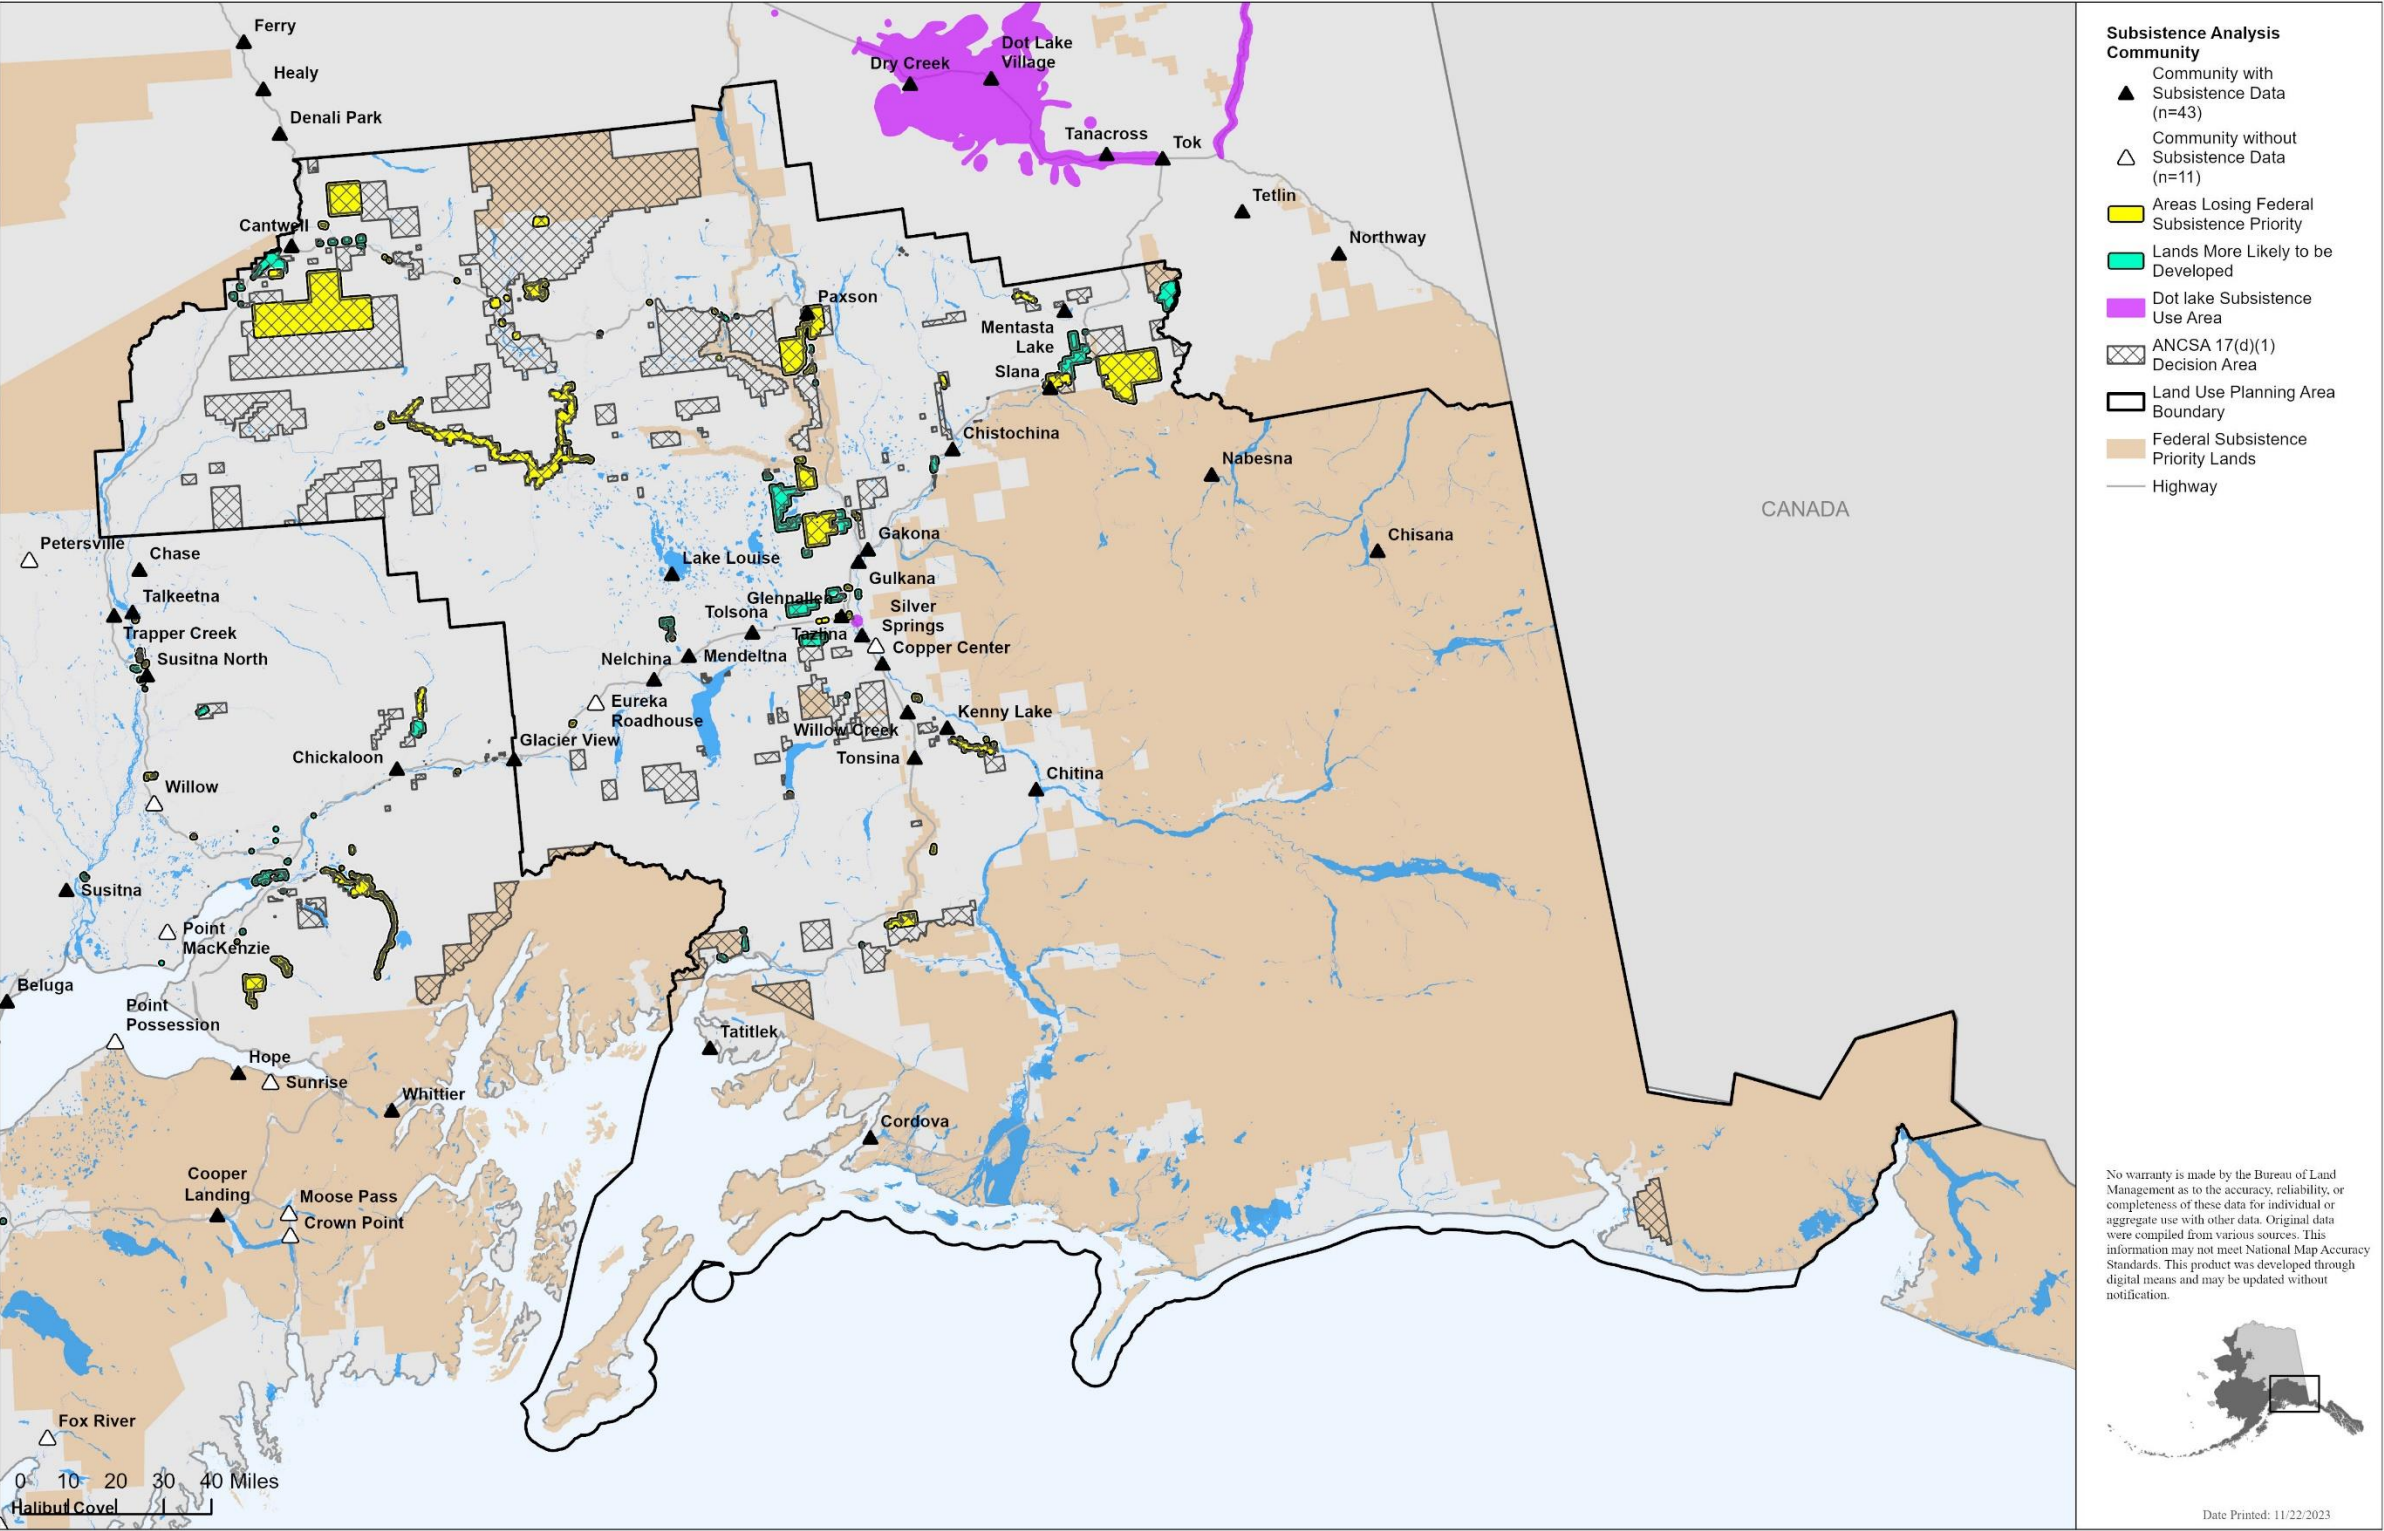 Ferry
Healy
Denali Park
Cantwell
Dry Creek
Dot Lake
Village
Tanacross
Tok
Tetlin
Northway
Paxson
Mentasta
Lake
Slana
Chistochina
Nabesna
Chisana
CANADA
Petersville
Chase
Talkeetna
Trapper Creek
Susitna North
Lake Louise
Gakona
Gulkana
Glennallen
Tolsona
Silver
Springs
Tazlina
Copper Center
Nelchina
Mendeltna
Eureka
Roadhouse
Glacier View
Willow Creek
Kenny Lake
Tonsina
Chitina
Chickaloon
Willow
Susitna
Point
MacKenzie
Beluga
Point
Possession
Hope
Sunrise
Whittier
Tatitlek
Cordova
Cooper
Landing
Moose Pass
Crown Point
Fox River
0 10 20 30 40 Miles
Halibut Cove
Subsistence Analysis
Community
Community with
Subsistence Data
(n=43)
Community without
Subsistence Data
(n=11)
Areas Losing Federal
Subsistence Priority
Lands More Likely to be
Developed
Dot lake Subsistence
Use Area
ANCSA 17(d)(1)
Decision Area
Land Use Planning Area
Boundary
Federal Subsistence
Priority Lands
Highway
No warranty is made by the Bureau of Land
Management as to the accuracy, reliability, or
completeness of these data for individual or
aggregate use with other data. Original data
were compiled from various sources. This
information may not meet National Map Accuracy
Standards. This product was developed through
digital means and may be updated without
notification.
Date Printed: 11/22/2023